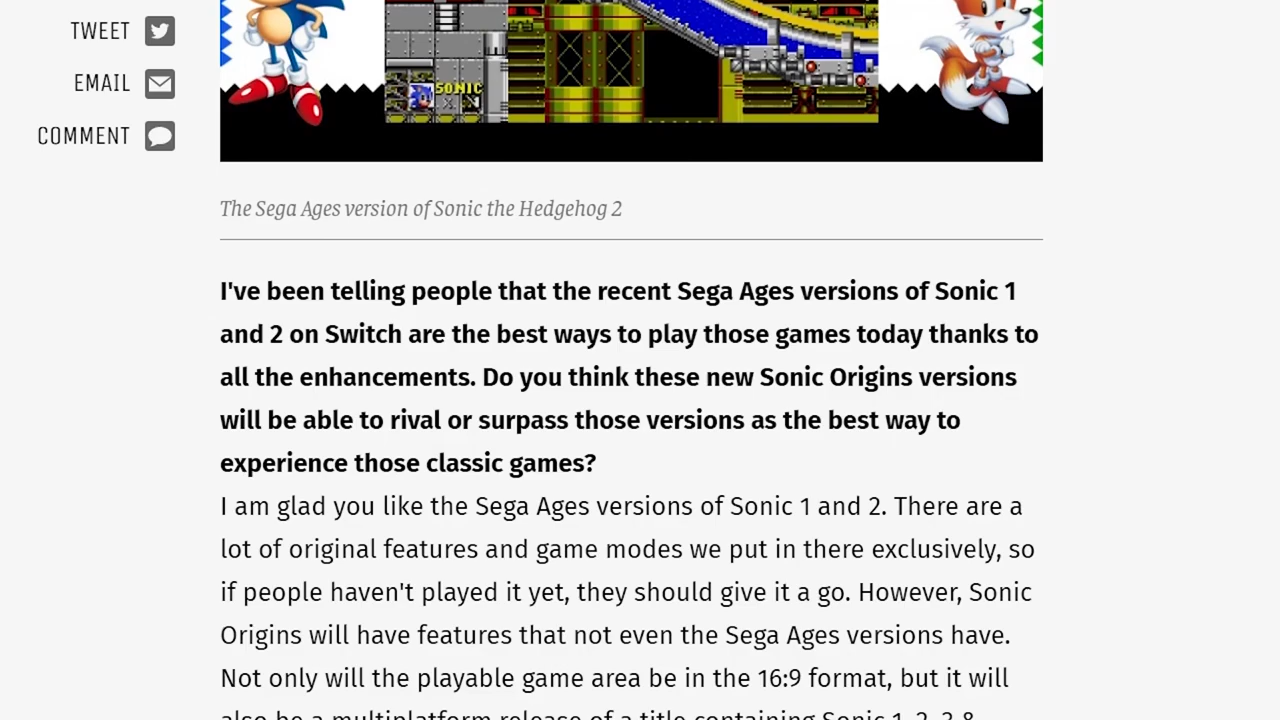 TWEET
EMAIL
COMMENT
SONIC
The Sega Ages version of Sonic the Hedgehog 2
I've been telling people that the recent Sega Ages versions of Sonic 1
and 2 on Switch are the best ways to play those games today thanks to
all the enhancements. Do you think these new Sonic Origins versions
will be able to rival or surpass those versions as the best way to
experience those classic games?
I am glad you like the Sega Ages versions of Sonic 1 and 2. There are a
lot of original features and game modes we put in there exclusively, so
if people haven't played it yet, they should give it a go. However, Sonic
Origins will have features that not even the Sega Ages versions have.
Not only will the playable game area be in the 16:9 format, but it will
also be a multiplatform release of a title containing Sonic 1, 2, 3 &